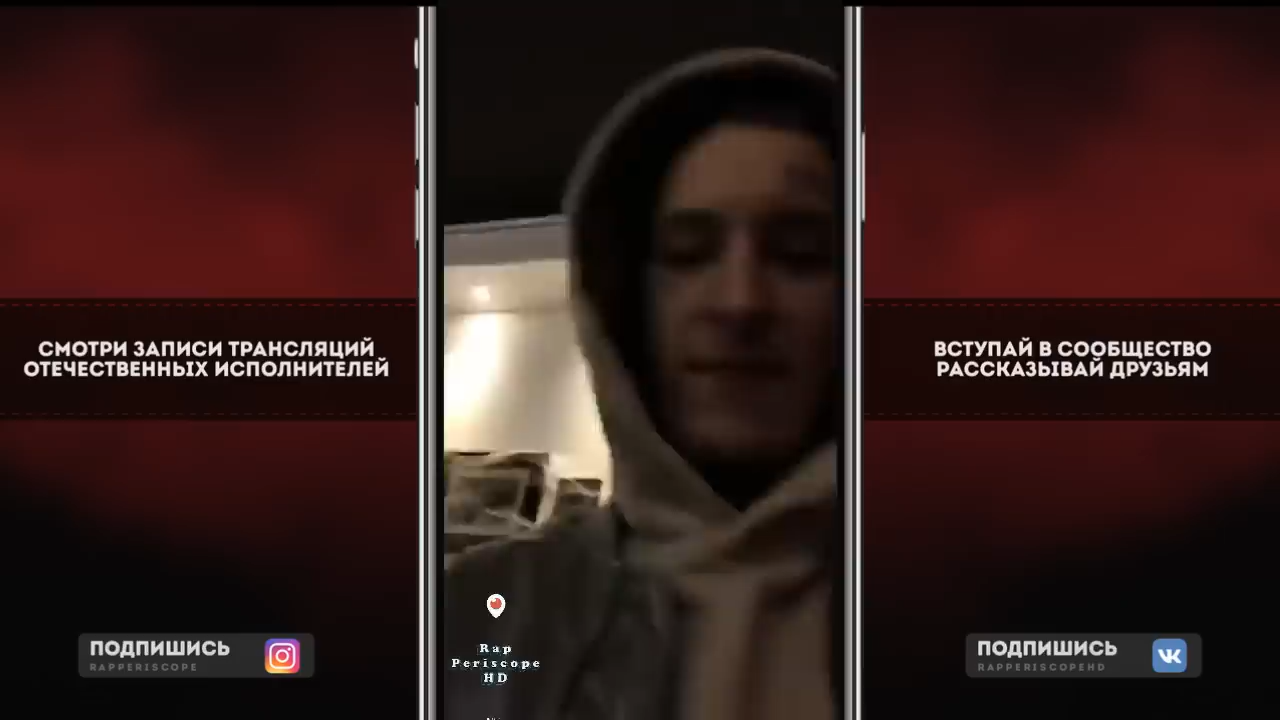 СМОТРИ ЗАПИСИ ТРАНСЛЯЦИЙ
ОТЕЧЕСТВЕННЫХ ИСПОЛНИТЕЛЕЙ
ВСТУПАЙ В СООБЩЕСТВО
РАССКАЗЫВАЙ ДРУЗЬЯМ
Rap
Periscope
HD
ПОДПИШИСЬ
RAPPERISCOPE
ПОДПИШИСЬ
RAPPERISCOPEHD